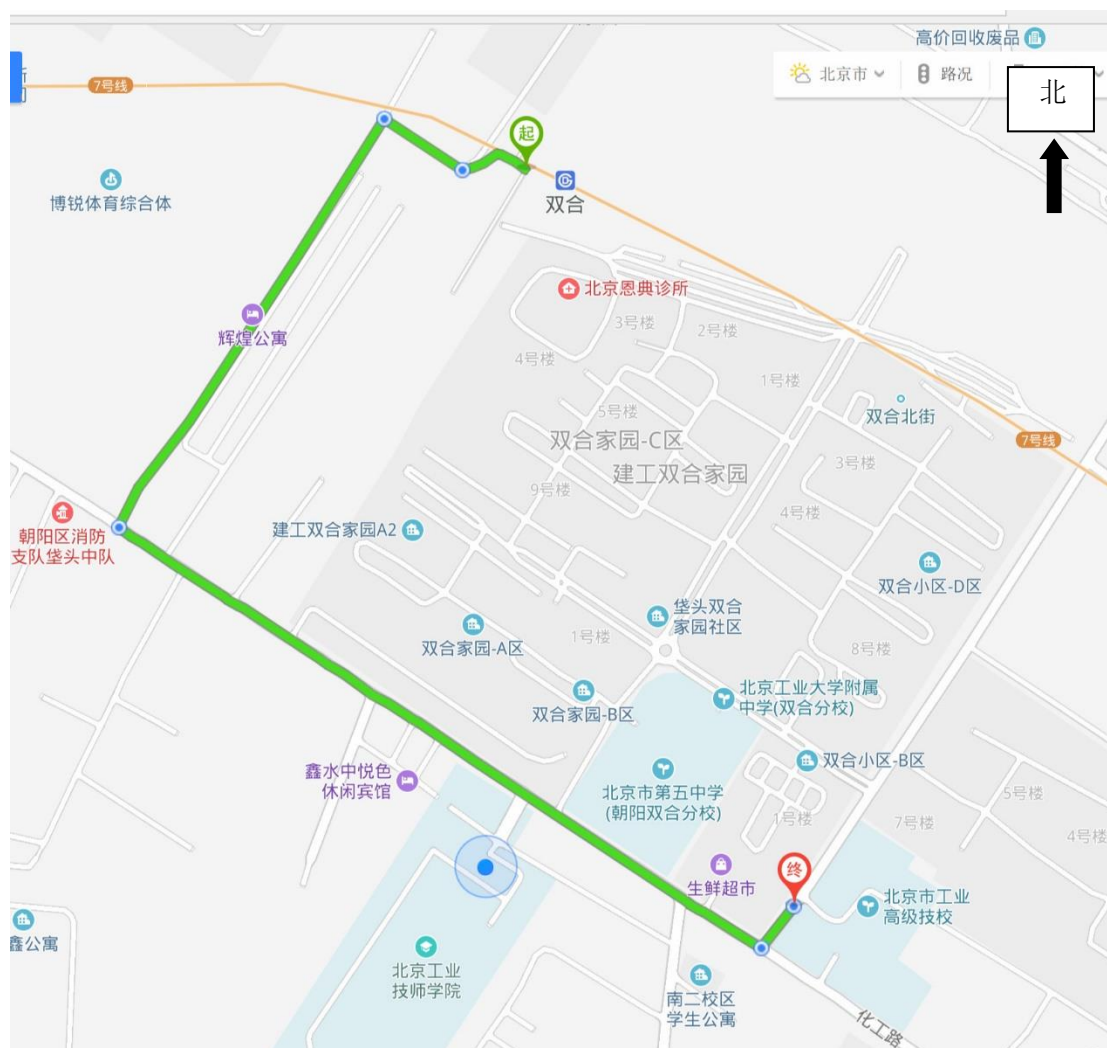 高价回收废品
北京市
路况
北
7号线
起
双合
博锐体育综合体
北京恩典诊所
3号楼
2号楼
辉煌公寓
4号楼
1号楼
5号楼
双合北街
双合家园-C区
7号线
建工双合家园
3号楼
9号楼
4号楼
朝阳区消防
支队垡头中队
建工双合家园A2
双合小区-D区
垡头双合
家园社区
双合家园-A区
1号楼
8号楼
北京工业大学附属
中学(双合分校)
双合家园-B区
双合小区-B区
鑫水中悦色
休闲宾馆
北京市第五中学
(朝阳双合分校)
5号楼
1号楼
7号楼
4号楼
终
生鲜超市
北京市工业
高级技校
鑫公寓
北京工业
技师学院
南二校区
学生公寓
化工路